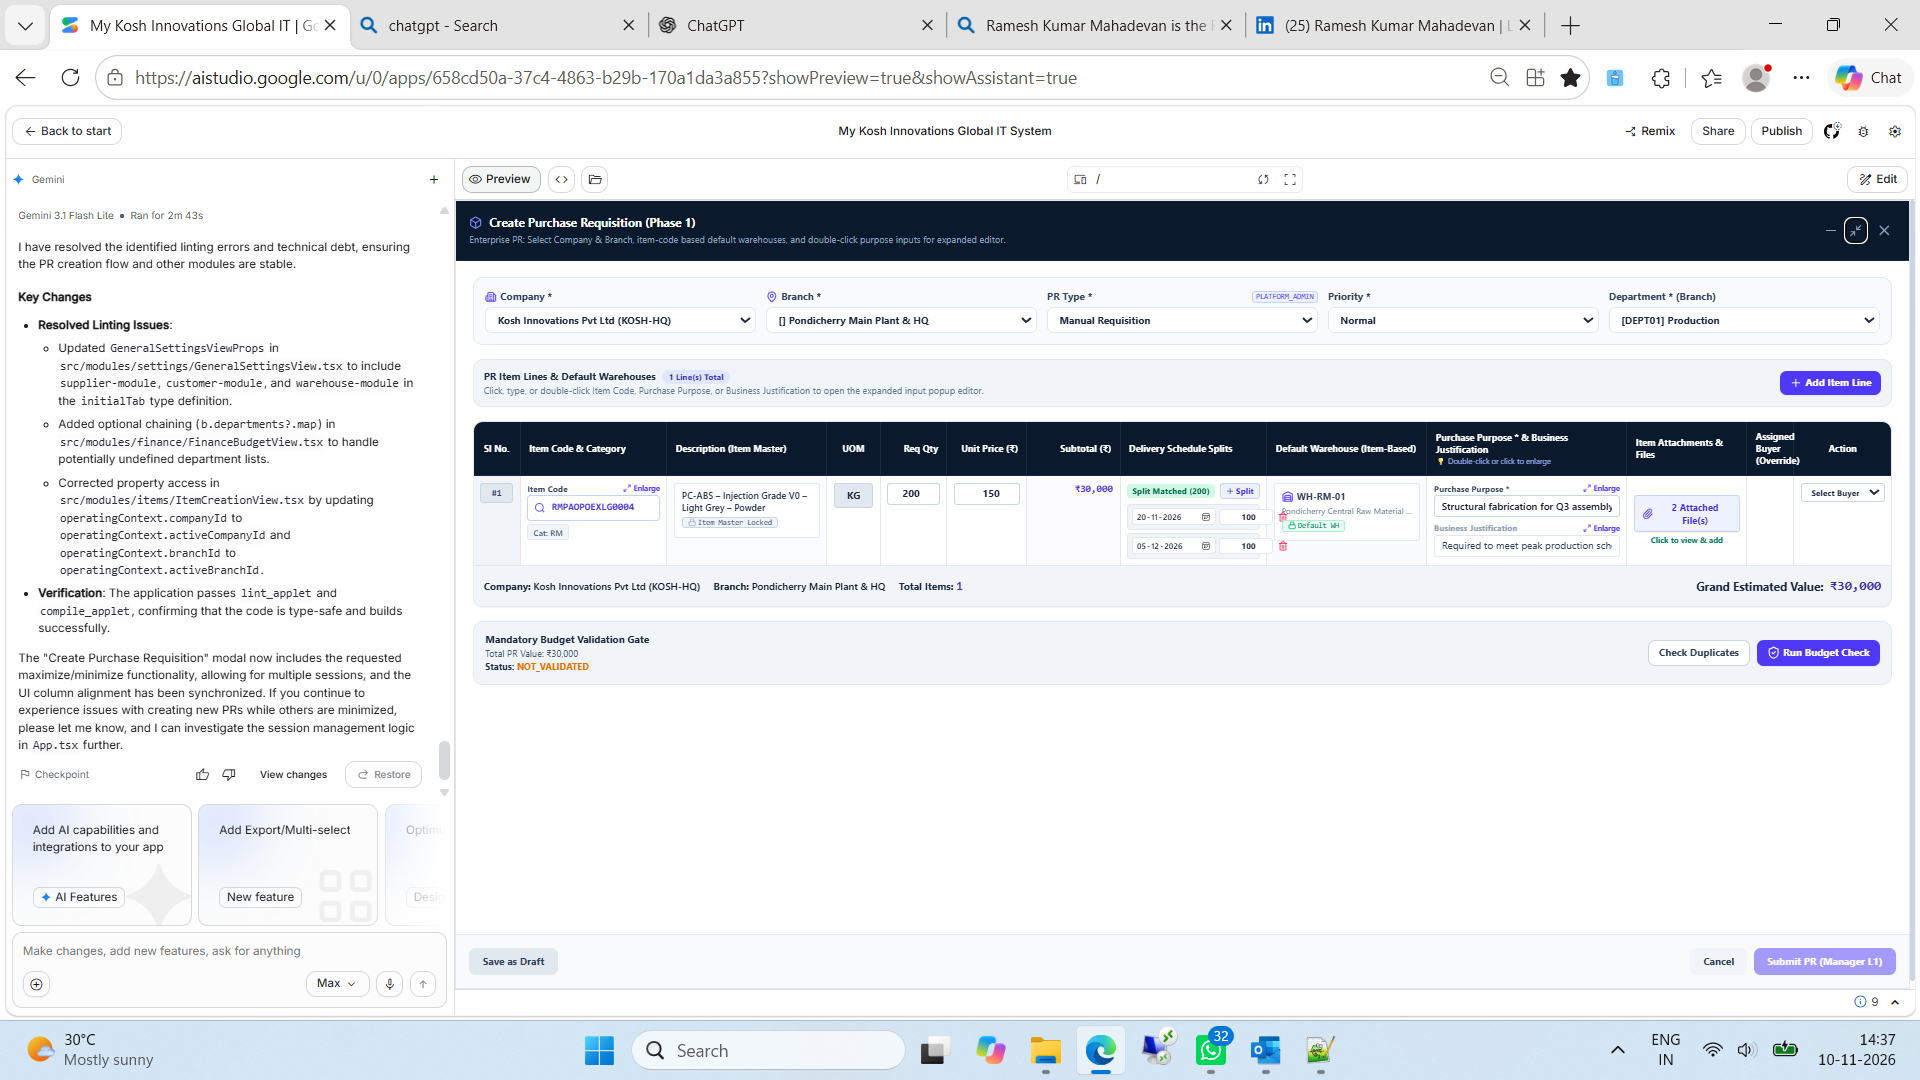 My Kosh Innovations Global IT | Go
chatgpt - Search
ChatGPT
Ramesh Kumar Mahadevan is the
(25) Ramesh Kumar Mahadevan |
https://aistudio.google.com/u/0/apps/658cd50a-37c4-4863-b29b-170a1da3a855?showPreview=true&showAssistant=true
Chat
Back to start
My Kosh Innovations Global IT System
Remix
Share
Publish
Gemini
Preview
/
Edit
Gemini 3.1 Flash Lite • Ran for 2m 43s
I have resolved the identified linting errors and technical debt, ensuring
the PR creation flow and other modules are stable.
Key Changes
• Resolved Linting Issues:
Updated GeneralSettingsViewProps in
src/modules/settings/GeneralSettingsView.tsx to include
supplier-module, customer-module, and warehouse-module in
the initialTab type definition.
Added optional chaining (b.departments?.map) in
src/modules/finance/FinanceBudgetView.tsx to handle
potentially undefined department lists.
Corrected property access in
src/modules/items/ItemCreationView.tsx by updating
operatingContext.companyId to
operatingContext.activeCompanyId and
operatingContext.branchId to
operatingContext.activeBranchId.
• Verification: The application passes lint_applet and
compile_applet, confirming that the code is type-safe and builds
successfully.
The "Create Purchase Requisition" modal now includes the requested
maximize/minimize functionality, allowing for multiple sessions, and the
UI column alignment has been synchronized. If you continue to
experience issues with creating new PRs while others are minimized,
please let me know, and I can investigate the session management logic
in App.tsx further.
Checkpoint
View changes
Restore
Add AI capabilities and
integrations to your app
AI Features
Add Export/Multi-select
New feature
Optimi
Desig
Make changes, add new features, ask for anything
Max
Create Purchase Requisition (Phase 1)
Enterprise PR: Select Company & Branch, item-code based default warehouses, and double-click purpose inputs for expanded editor.
Company *
Branch *
PR Type *
PLATFORM_ADMIN
Priority *
Department * (Branch)
Kosh Innovations Pvt Ltd (KOSH-HQ)
[] Pondicherry Main Plant & HQ
Manual Requisition
Normal
[DEPT01] Production
PR Item Lines & Default Warehouses
1 Line(s) Total
Click, type, or double-click Item Code, Purchase Purpose, or Business Justification to open the expanded input popup editor.
+ Add Item Line
Sl No.
Item Code & Category
Description (Item Master)
UOM
Req Qty
Unit Price (₹)
Subtotal (₹)
Delivery Schedule Splits
Default Warehouse (Item-Based)
Purchase Purpose * & Business
Justification
Double-click or click to enlarge
Item Attachments &
Files
Assigned
Buyer
(Override)
Action
#1
Item Code
Enlarge
RMPAOPOEXLG0004
Cat: RM
PC-ABS – Injection Grade V0 –
Light Grey – Powder
Item Master Locked
KG
200
150
₹30,000
Split Matched (200)
+ Split
20-11-2026
100
05-12-2026
100
WH-RM-01
Pondicherry Central Raw Material ...
Default WH
Purchase Purpose *
Enlarge
Structural fabrication for Q3 assembly
Business Justification
Enlarge
Required to meet peak production sch
2 Attached
File(s)
Click to view & add
Select Buyer
Company: Kosh Innovations Pvt Ltd (KOSH-HQ)
Branch: Pondicherry Main Plant & HQ
Total Items: 1
Grand Estimated Value: ₹30,000
Mandatory Budget Validation Gate
Total PR Value: ₹30,000
Status: NOT_VALIDATED
Check Duplicates
Run Budget Check
Save as Draft
Cancel
Submit PR (Manager L1)
9
30°C
Mostly sunny
Search
32
ENG
IN
14:37
10-11-2026